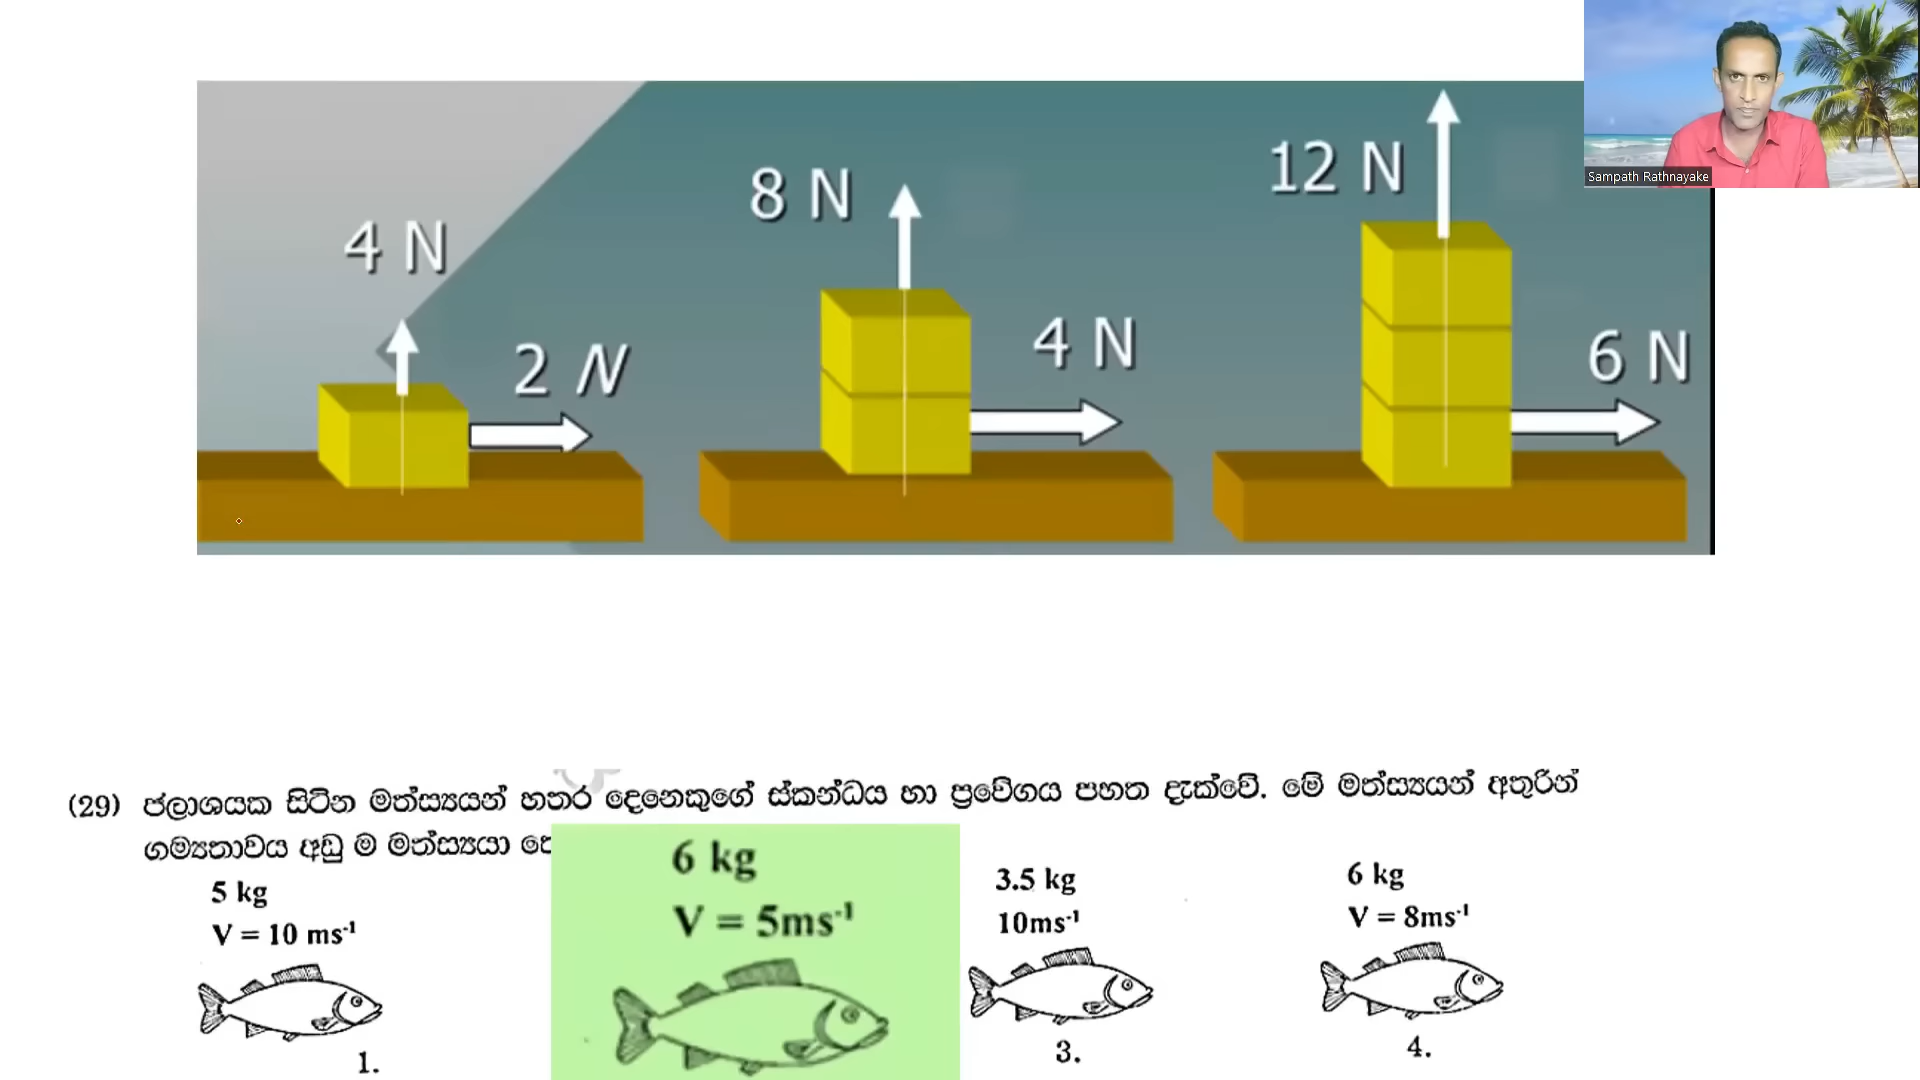 Sampath Rathnayake
4 N
2 N
8 N
4 N
12 N
6 N
(29) ජලාශයක සිටින මත්ස්‍යයන් හතර දෙනෙකුගේ ස්කන්ධය හා ප්‍රවේගය පහත දැක්වේ. මේ මත්ස්‍යයන් අතුරින්
ගම්‍යතාවය අඩු ම මත්ස්‍යයා
5 kg
V = 10 ms⁻¹
1.
6 kg
V = 5ms⁻¹
3.5 kg
10ms⁻¹
3.
6 kg
V = 8ms⁻¹
4.